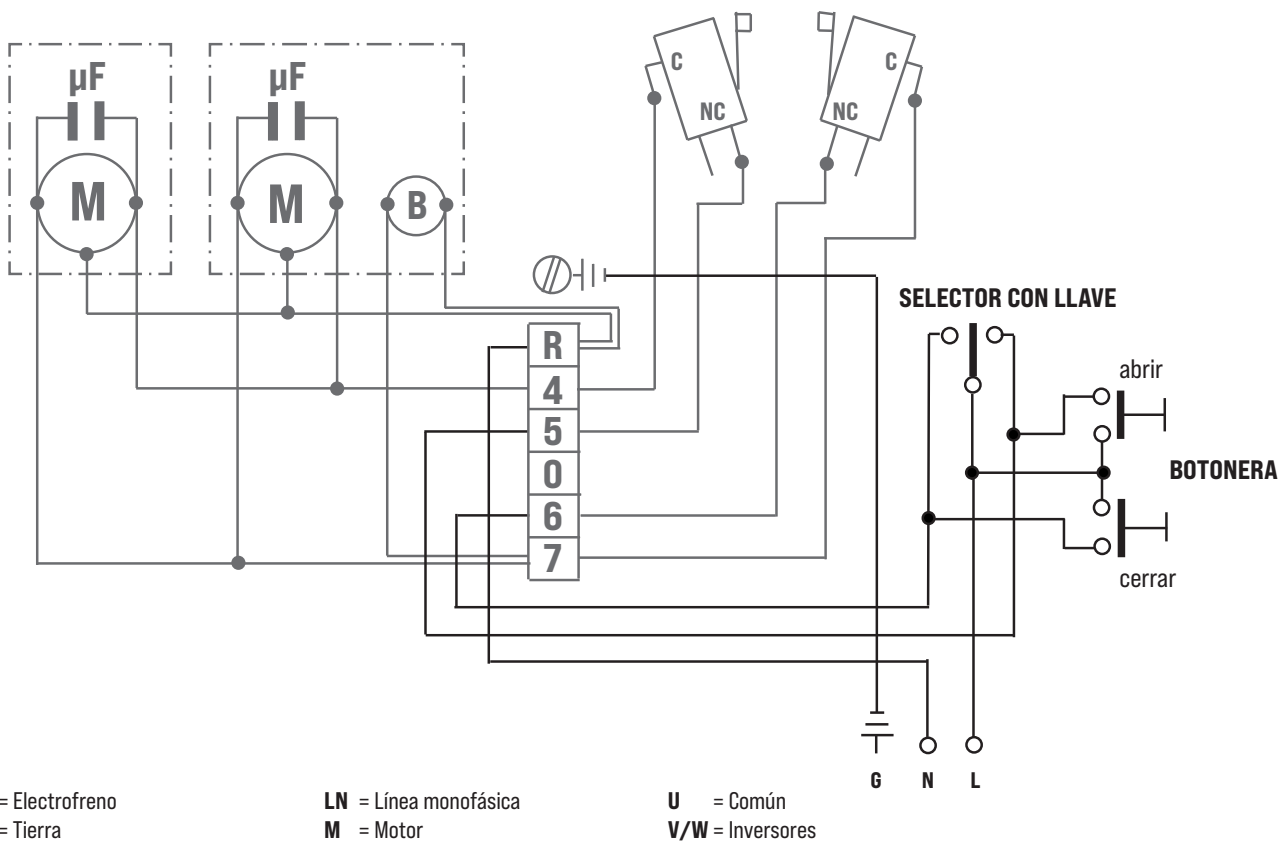 µF
µF
M
M
B
C
NC
C
NC
R
4
5
0
6
7
SELECTOR CON LLAVE
abrir
BOTONERA
cerrar
G N L
= Electrofreno
= Tierra
LN = Línea monofásica
M = Motor
U = Común
V/W = Inversores